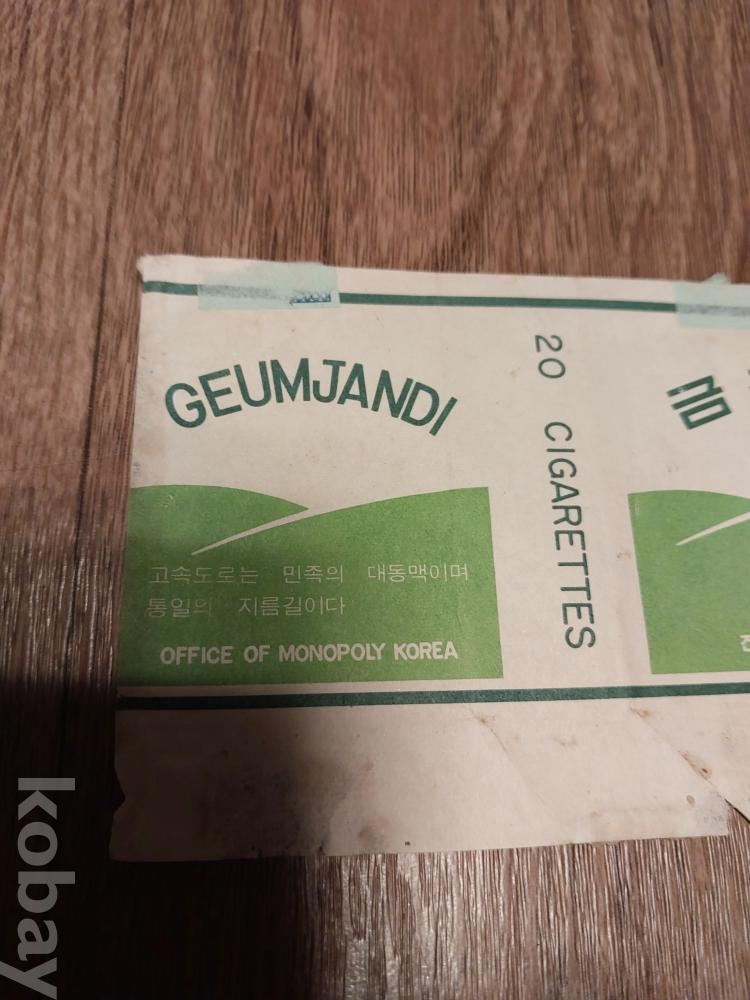 GEUMJANDI
고속도로는 민족의 대동맥이며
통일의 지름길이다
OFFICE OF MONOPOLY KOREA
20 CIGARETTES
금
kobay